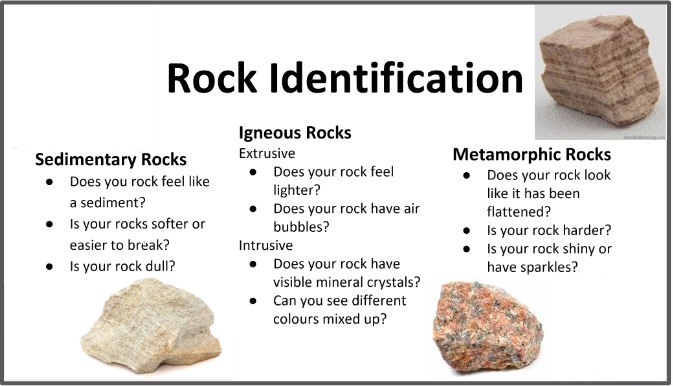 Rock Identification
Sedimentary Rocks
● Does you rock feel like
a sediment?
● Is your rocks softer or
easier to break?
● Is your rock dull?
Igneous Rocks
Extrusive
● Does your rock feel
lighter?
● Does your rock have air
bubbles?
Intrusive
● Does your rock have
visible mineral crystals?
● Can you see different
colours mixed up?
Metamorphic Rocks
● Does your rock look
like it has been
flattened?
● Is your rock harder?
● Is your rock shiny or
have sparkles?